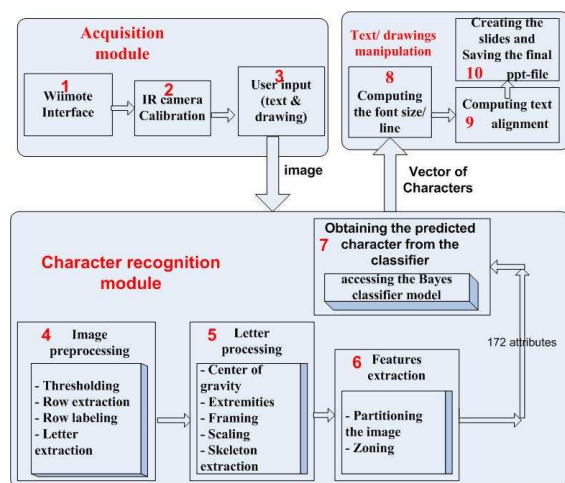 Acquisition
module
1
Wiimote
Interface
2
IR camera
Calibration
3
User input
(text &
drawing)
image
Text/ drawings
manipulation
8
Computing
the font size/
line
9
Computing text
alignment
Creating the
slides and
Saving the final
10 ppt-file
Vector of
Characters
Character recognition
module
4
Image
preprocessing
- Thresholding
- Row extraction
- Row labeling
- Letter
extraction
5
Letter
processing
- Center of
gravity
- Extremities
- Framing
- Scaling
- Skeleton
extraction
6
Features
extraction
- Partitioning
the image
- Zoning
172 attributes
Obtaining the predicted
7 character from the
classifier
accessing the Bayes
classifier model